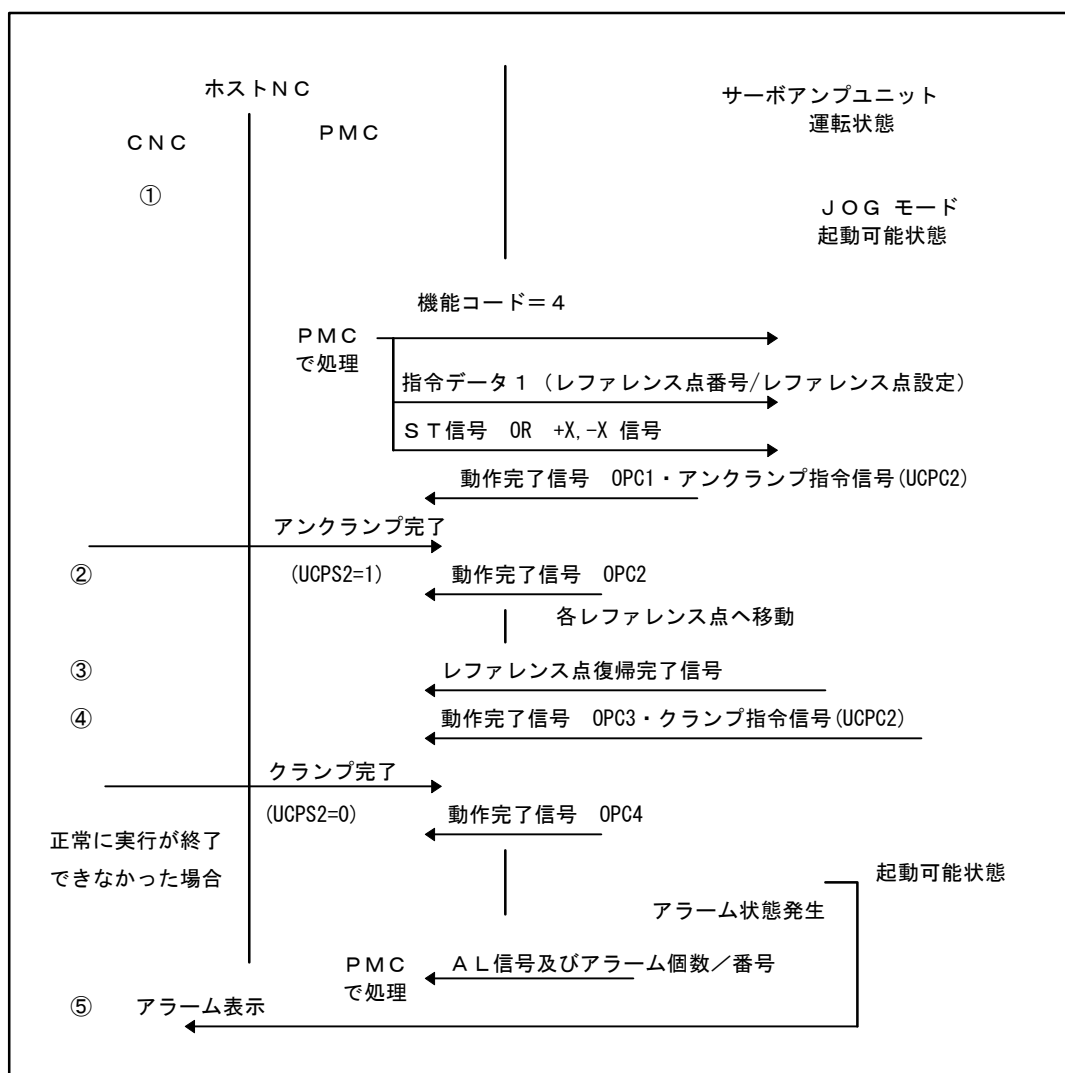 ホストＮＣ
ＣＮＣ
ＰＭＣ
サーボアンプユニット
運転状態
①
ＪＯＧ モード
起動可能状態
機能コード＝４
ＰＭＣ
で処理
指令データ１（レファレンス点番号/レファレンス点設定）
ＳＴ信号　OR　+X,-X 信号
動作完了信号　OPC1・アンクランプ指令信号(UCPC2)
アンクランプ完了
②
(UCPS2=1)
動作完了信号　OPC2
各レファレンス点へ移動
③
レファレンス点復帰完了信号
④
動作完了信号　OPC3・クランプ指令信号(UCPC2)
クランプ完了
(UCPS2=0)
動作完了信号　OPC4
正常に実行が終了
できなかった場合
起動可能状態
アラーム状態発生
ＰＭＣ
で処理
ＡＬ信号及びアラーム個数／番号
⑤
アラーム表示